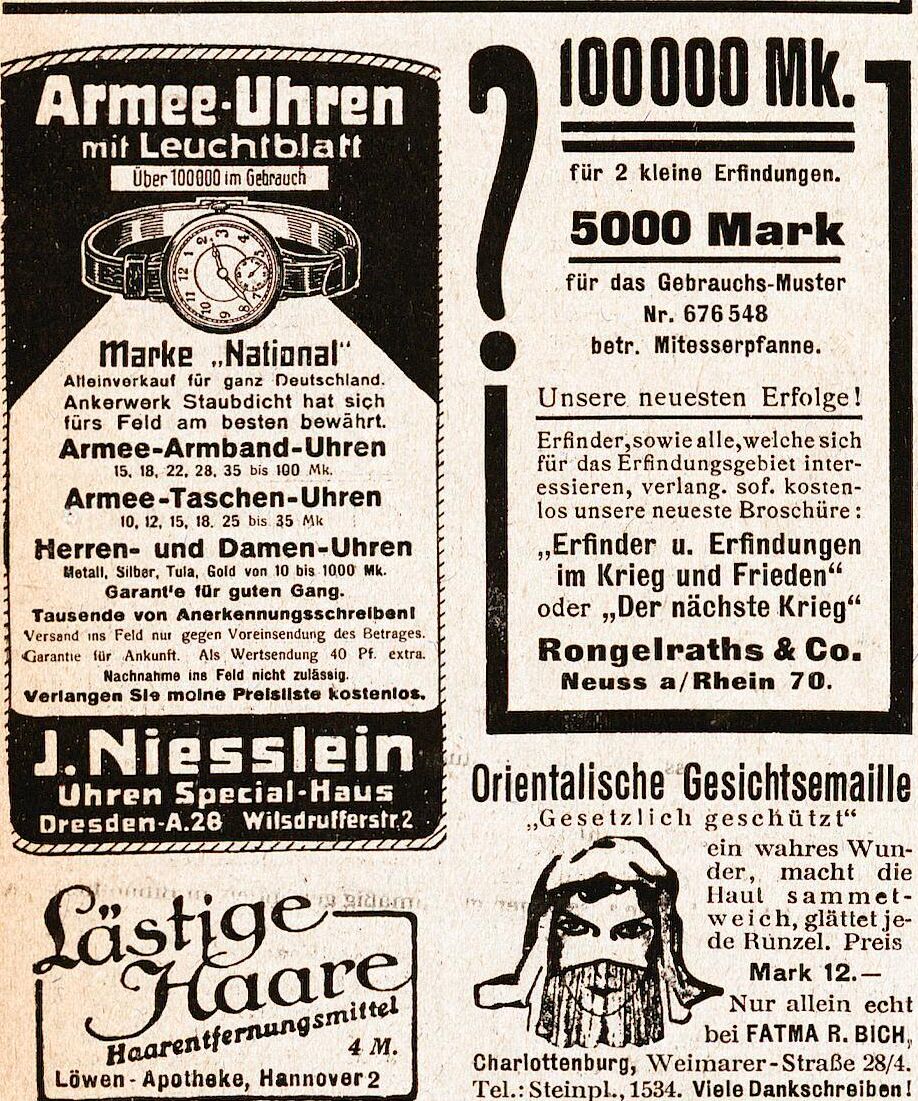 Armee-Uhren
mit Leuchtblatt
Über 100000 im Gebrauch
Marke „National“
Alleinverkauf für ganz Deutschland.
Ankerwerk Staubdicht hat sich
fürs Feld am besten bewährt.
Armee-Armband-Uhren
15, 18, 22, 28, 35 bis 100 Mk.
Armee-Taschen-Uhren
10, 12, 15, 18, 25 bis 35 Mk
Herren- und Damen-Uhren
Metall, Silber, Tula, Gold von 10 bis 1000 Mk.
Garantie für guten Gang.
Tausende von Anerkennungsschreiben!
Versand ins Feld nur gegen Voreinsendung des Betrages.
Garantie für Ankunft. Als Wertsendung 40 Pf. extra.
Nachnahme ins Feld nicht zulässig.
Verlangen Sie meine Preisliste kostenlos.
J. Niesslein
Uhren Special-Haus
Dresden-A.28 Wilsdrufferstr.2
Lästige
Haare
Haarentfernungsmittel
4 M.
Löwen-Apotheke, Hannover 2
?
100000 Mk.
für 2 kleine Erfindungen.
5000 Mark
für das Gebrauchs-Muster
Nr. 676548
betr. Mitesserpfanne.
Unsere neuesten Erfolge!
Erfinder, sowie alle, welche sich
für das Erfindungsgebiet inter-
essieren, verlang. sof. kosten-
los unsere neueste Broschüre:
„Erfinder u. Erfindungen
im Krieg und Frieden“
oder „Der nächste Krieg“
Rongelraths & Co.
Neuss a/Rhein 70.
Orientalische Gesichtsemaille
„Gesetzlich geschützt“
ein wahres Wun-
der, macht die
Haut sammet-
weich, glättet je-
de Runzel. Preis
Mark 12.—
Nur allein echt
bei FATMA R. BICH,
Charlottenburg, Weimarer-Straße 28/4.
Tel.: Steinpl., 1534. Viele Dankschreiben!